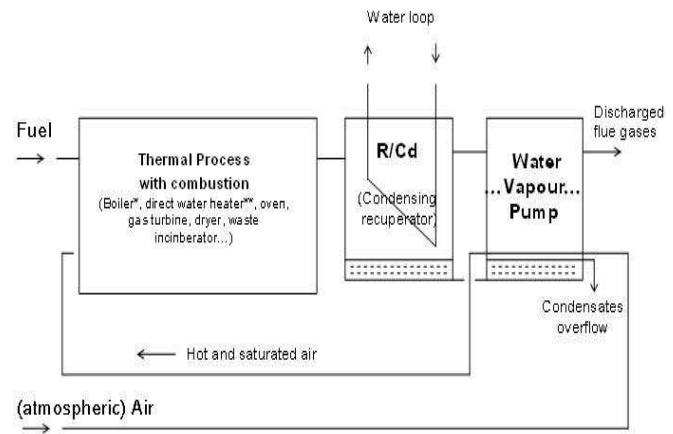 Water loop
Discharged
flue gases
Fuel
Thermal Process
with combustion
(Boiler*, direct water heater**, oven,
gas turbine, dryer, waste
incinberator...)
R/Cd
(Condensing
recuperator)
Water
...Vapour...
Pump
Condensates
overflow
Hot and saturated air
(atmospheric) Air